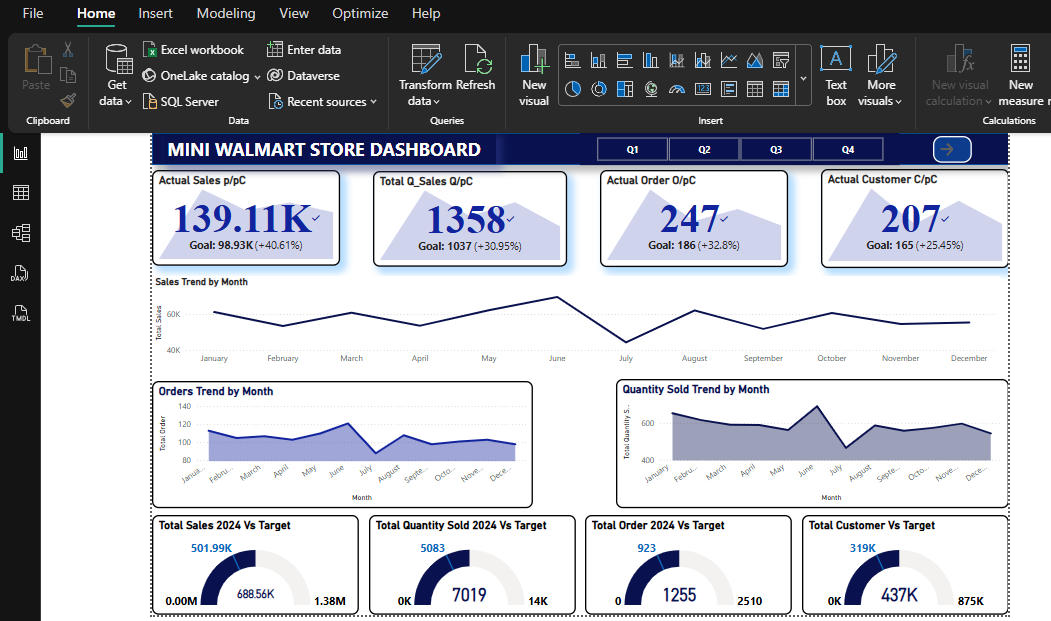 File Home Insert Modeling View Optimize Help
Paste
Clipboard
Get data
Excel workbook
OneLake catalog
SQL Server
Enter data
Dataverse
Recent sources
Data
Transform data
Refresh
Queries
New visual
Text box
More visuals
Insert
New visual calculation
New measure
Calculations
DAX
TMDL
MINI WALMART STORE DASHBOARD
Q1 Q2 Q3 Q4
Actual Sales p/pC
139.11K
Goal: 98.93K (+40.61%)
Total Q_Sales Q/pC
1358
Goal: 1037 (+30.95%)
Actual Order O/pC
247
Goal: 186 (+32.8%)
Actual Customer C/pC
207
Goal: 165 (+25.45%)
Sales Trend by Month
Total Sales
60K
40K
January February March April May June July August September October November December
Orders Trend by Month
Total Order
140
120
100
80
Janua... Febru... March April May June July August Septe... Octo... Nove... Dece...
Month
Quantity Sold Trend by Month
Total Quantity S...
600
400
January Febru... March April May June July August Septe... Octo... Nove... Dece...
Month
Total Sales 2024 Vs Target
501.99K
688.56K
0.00M 1.38M
Total Quantity Sold 2024 Vs Target
5083
7019
0K 14K
Total Order 2024 Vs Target
923
1255
0 2510
Total Customer Vs Target
319K
437K
0K 875K